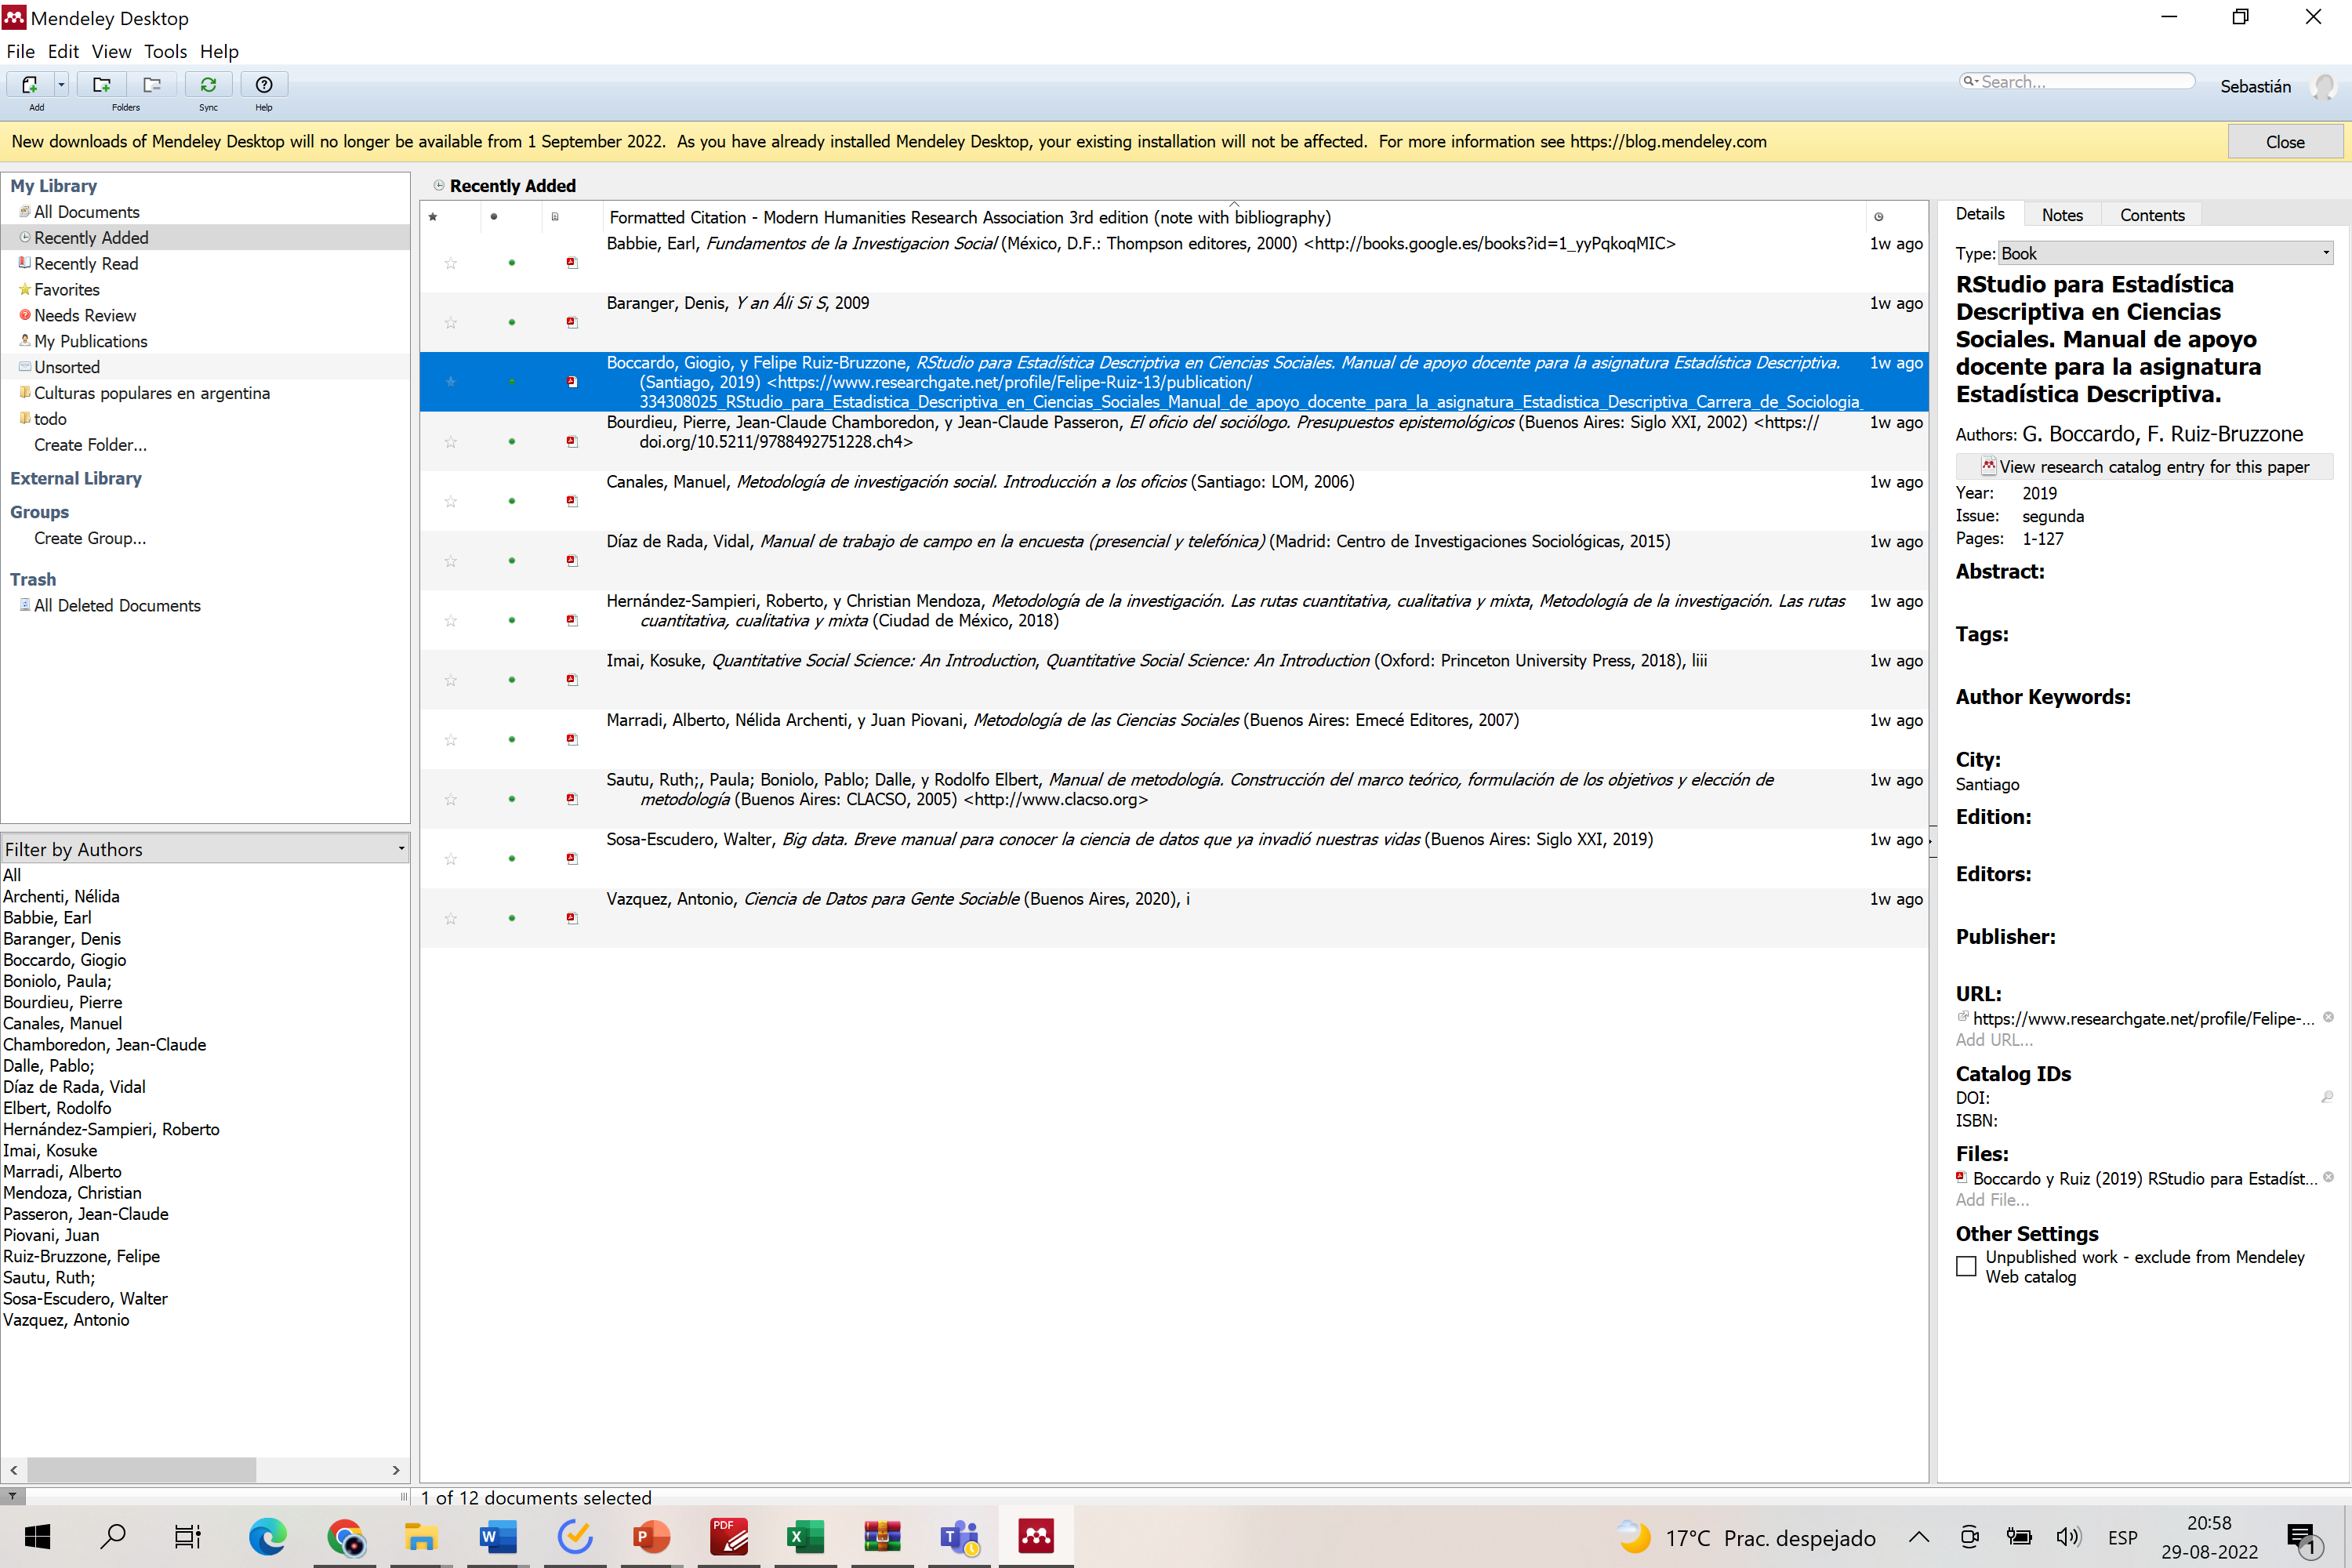 Mendeley Desktop
File Edit View Tools Help
Add
Folders
Sync
Help
Search...
Sebastián
New downloads of Mendeley Desktop will no longer be available from 1 September 2022. As you have already installed Mendeley Desktop, your existing installation will not be affected. For more information see https://blog.mendeley.com
Close
My Library
All Documents
Recently Added
Recently Read
Favorites
Needs Review
My Publications
Unsorted
Culturas populares en argentina
todo
Create Folder...
External Library
Groups
Create Group...
Trash
All Deleted Documents
Filter by Authors
All
Archenti, Nélida
Babbie, Earl
Baranger, Denis
Boccardo, Giogio
Boniolo, Paula;
Bourdieu, Pierre
Canales, Manuel
Chamboredon, Jean-Claude
Dalle, Pablo;
Díaz de Rada, Vidal
Elbert, Rodolfo
Hernández-Sampieri, Roberto
Imai, Kosuke
Marradi, Alberto
Mendoza, Christian
Passeron, Jean-Claude
Piovani, Juan
Ruiz-Bruzzone, Felipe
Sautu, Ruth;
Sosa-Escudero, Walter
Vazquez, Antonio
Recently Added
Formatted Citation - Modern Humanities Research Association 3rd edition (note with bibliography)
Babbie, Earl, Fundamentos de la Investigacion Social (México, D.F.: Thompson editores, 2000) <http://books.google.es/books?id=1_yyPqkoqMIC> 1w ago
Baranger, Denis, Y an Áli Si S, 2009 1w ago
Boccardo, Giogio, y Felipe Ruiz-Bruzzone, RStudio para Estadística Descriptiva en Ciencias Sociales. Manual de apoyo docente para la asignatura Estadística Descriptiva. 1w ago
(Santiago, 2019) <https://www.researchgate.net/profile/Felipe-Ruiz-13/publication/
334308025_RStudio_para_Estadistica_Descriptiva_en_Ciencias_Sociales_Manual_de_apoyo_docente_para_la_asignatura_Estadistica_Descriptiva_Carrera_de_Sociologia_
Bourdieu, Pierre, Jean-Claude Chamboredon, y Jean-Claude Passeron, El oficio del sociólogo. Presupuestos epistemológicos (Buenos Aires: Siglo XXI, 2002) <https:// 1w ago
doi.org/10.5211/9788492751228.ch4>
Canales, Manuel, Metodología de investigación social. Introducción a los oficios (Santiago: LOM, 2006) 1w ago
Díaz de Rada, Vidal, Manual de trabajo de campo en la encuesta (presencial y telefónica) (Madrid: Centro de Investigaciones Sociológicas, 2015) 1w ago
Hernández-Sampieri, Roberto, y Christian Mendoza, Metodología de la investigación. Las rutas cuantitativa, cualitativa y mixta, Metodología de la investigación. Las rutas 1w ago
cuantitativa, cualitativa y mixta (Ciudad de México, 2018)
Imai, Kosuke, Quantitative Social Science: An Introduction, Quantitative Social Science: An Introduction (Oxford: Princeton University Press, 2018), liii 1w ago
Marradi, Alberto, Nélida Archenti, y Juan Piovani, Metodología de las Ciencias Sociales (Buenos Aires: Emecé Editores, 2007) 1w ago
Sautu, Ruth;, Paula; Boniolo, Pablo; Dalle, y Rodolfo Elbert, Manual de metodología. Construcción del marco teórico, formulación de los objetivos y elección de 1w ago
metodología (Buenos Aires: CLACSO, 2005) <http://www.clacso.org>
Sosa-Escudero, Walter, Big data. Breve manual para conocer la ciencia de datos que ya invadió nuestras vidas (Buenos Aires: Siglo XXI, 2019) 1w ago
Vazquez, Antonio, Ciencia de Datos para Gente Sociable (Buenos Aires, 2020), i 1w ago
1 of 12 documents selected
Details Notes Contents
Type: Book
RStudio para Estadística
Descriptiva en Ciencias
Sociales. Manual de apoyo
docente para la asignatura
Estadística Descriptiva.
Authors: G. Boccardo, F. Ruiz-Bruzzone
View research catalog entry for this paper
Year: 2019
Issue: segunda
Pages: 1-127
Abstract:
Tags:
Author Keywords:
City:
Santiago
Edition:
Editors:
Publisher:
URL:
https://www.researchgate.net/profile/Felipe-...
Add URL...
Catalog IDs
DOI:
ISBN:
Files:
Boccardo y Ruiz (2019) RStudio para Estadíst...
Add File...
Other Settings
Unpublished work - exclude from Mendeley
Web catalog
17°C Prac. despejado
ESP
20:58
29-08-2022
1